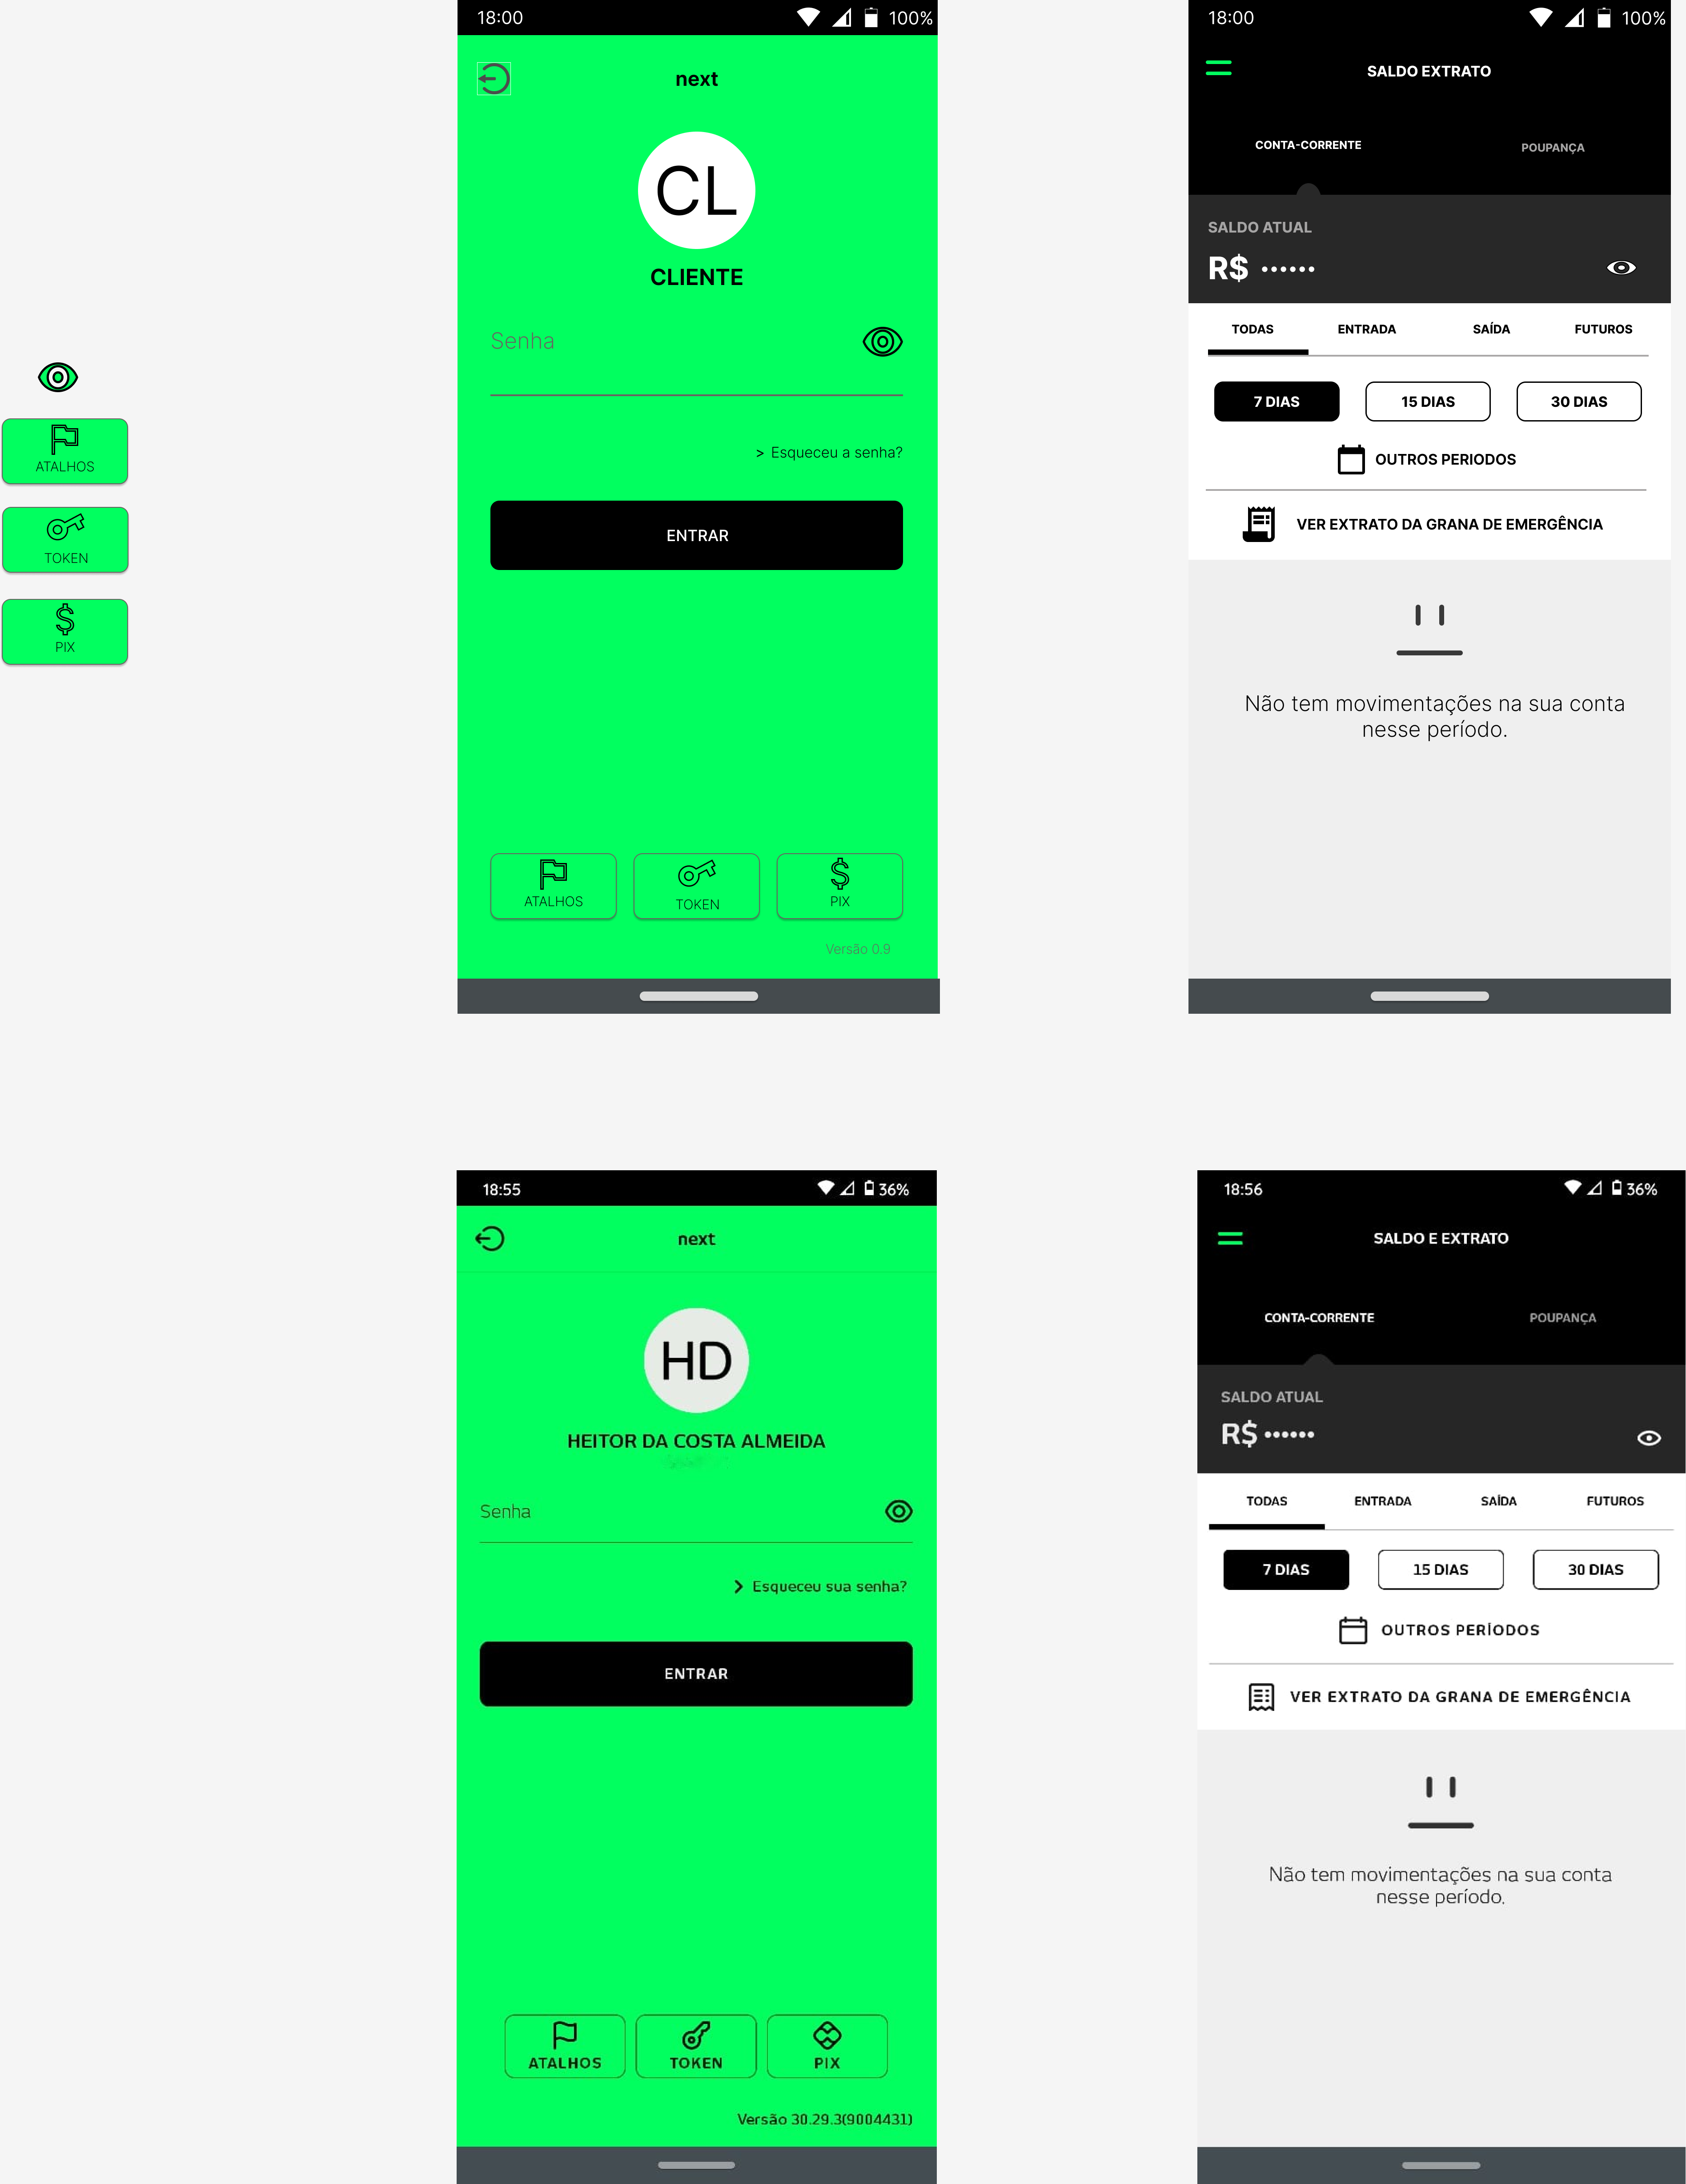 ATALHOS
TOKEN
PIX
18:00 100%
next
CL
CLIENTE
Senha
> Esqueceu a senha?
ENTRAR
ATALHOS TOKEN PIX
Versão 0.9
18:00 100%
SALDO EXTRATO
CONTA-CORRENTE POUPANÇA
SALDO ATUAL
R$ ••••••
TODAS ENTRADA SAÍDA FUTUROS
7 DIAS 15 DIAS 30 DIAS
OUTROS PERIODOS
VER EXTRATO DA GRANA DE EMERGÊNCIA
Não tem movimentações na sua conta
nesse período.
18:55 36%
next
HD
HEITOR DA COSTA ALMEIDA
Senha
Esqueceu sua senha?
ENTRAR
ATALHOS TOKEN PIX
Versão 30.29.3(9004431)
18:56 36%
SALDO E EXTRATO
CONTA-CORRENTE POUPANÇA
SALDO ATUAL
R$ ••••••
TODAS ENTRADA SAÍDA FUTUROS
7 DIAS 15 DIAS 30 DIAS
OUTROS PERÍODOS
VER EXTRATO DA GRANA DE EMERGÊNCIA
Não tem movimentações na sua conta
nesse período.